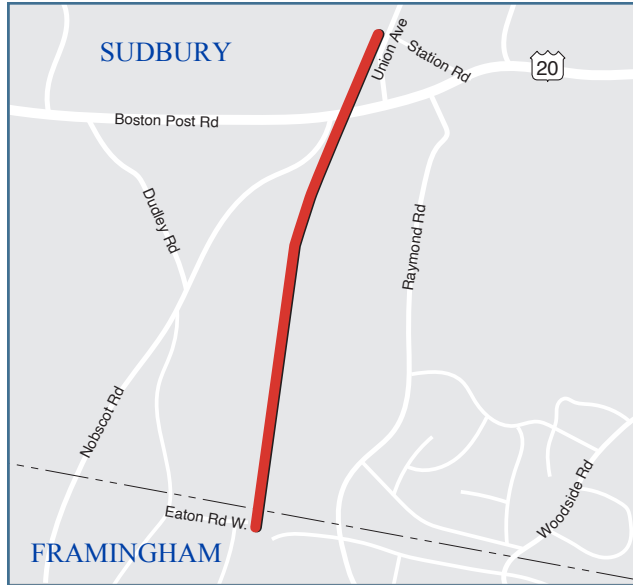 SUDBURY
Union Ave
Station Rd
20
Boston Post Rd
Dudley Rd
Raymond Rd
Nobscot Rd
Woodside Rd
Eaton Rd W.
FRAMINGHAM